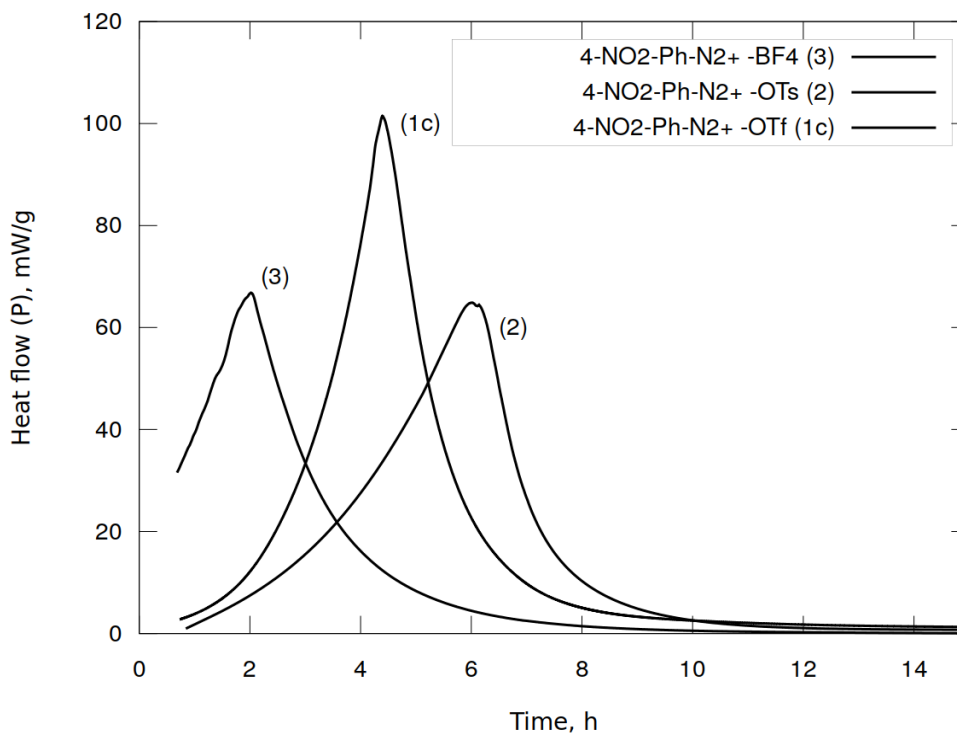 120
100
80
60
40
20
0
Heat flow (P), mW/g
4-NO2-Ph-N2+ -BF4 (3)
4-NO2-Ph-N2+ -OTs (2)
4-NO2-Ph-N2+ -OTf (1c)
(1c)
(3)
(2)
0 2 4 6 8 10 12 14
Time, h